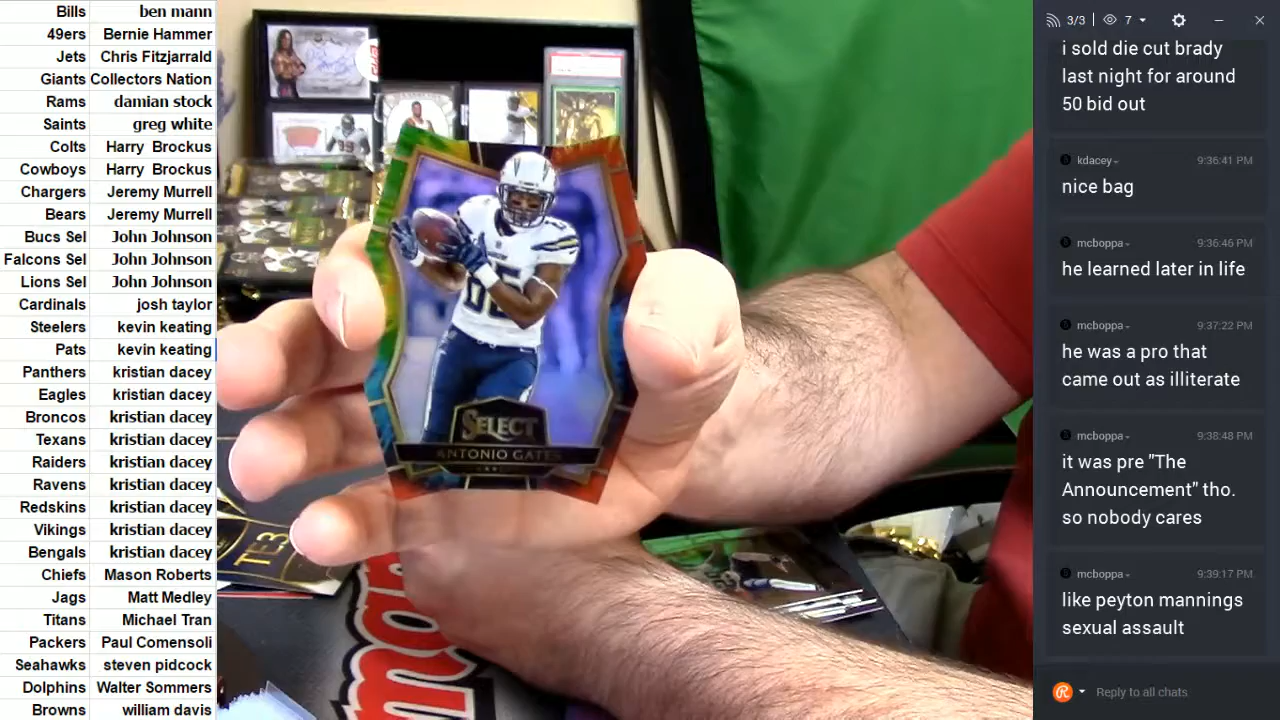 Bills ben mann
49ers Bernie Hammer
Jets Chris Fitzjarrald
Giants Collectors Nation
Rams damian stock
Saints greg white
Colts Harry Brockus
Cowboys Harry Brockus
Chargers Jeremy Murrell
Bears Jeremy Murrell
Bucs Sel John Johnson
Falcons Sel John Johnson
Lions Sel John Johnson
Cardinals josh taylor
Steelers kevin keating
Pats kevin keating
Panthers kristian dacey
Eagles kristian dacey
Broncos kristian dacey
Texans kristian dacey
Raiders kristian dacey
Ravens kristian dacey
Redskins kristian dacey
Vikings kristian dacey
Bengals kristian dacey
Chiefs Mason Roberts
Jags Matt Medley
Titans Michael Tran
Packers Paul Comensoli
Seahawks steven pidcock
Dolphins Walter Sommers
Browns william davis
SELECT
ANTONIO GATES
TE3
3/3 7
i sold die cut brady
last night for around
50 bid out
kdacey 9:36:41 PM
nice bag
mcboppa 9:36:46 PM
he learned later in life
mcboppa 9:37:22 PM
he was a pro that
came out as illiterate
mcboppa 9:38:48 PM
it was pre "The
Announcement" tho.
so nobody cares
mcboppa 9:39:17 PM
like peyton mannings
sexual assault
Reply to all chats